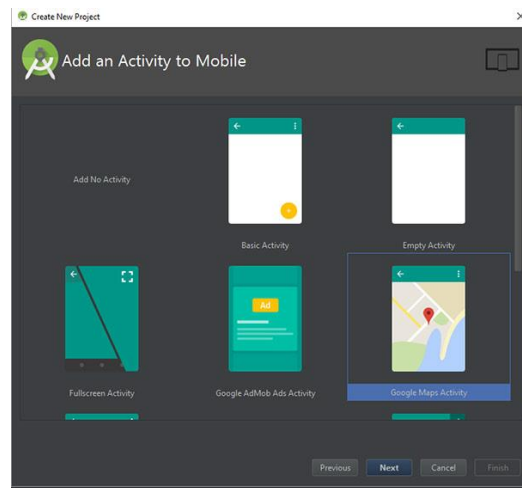 Create New Project
Add an Activity to Mobile
Add No Activity
Basic Activity
Empty Activity
Ad
Fullscreen Activity
Google AdMob Ads Activity
Google Maps Activity
Previous
Next
Cancel
Finish